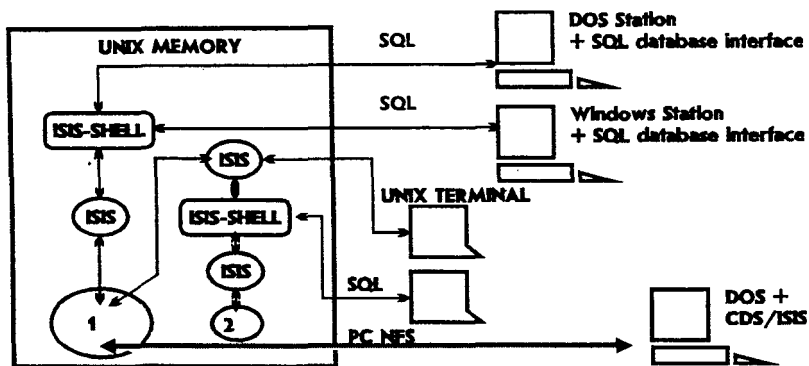 UNIX MEMORY
SQL
DOS Station
+ SQL database interface
SQL
Windows Station
+ SQL database interface
ISIS-SHELL
ISIS
UNIX TERMINAL
ISIS
ISIS-SHELL
ISIS
SQL
1
2
DOS +
CDS/ISIS
PC NFS